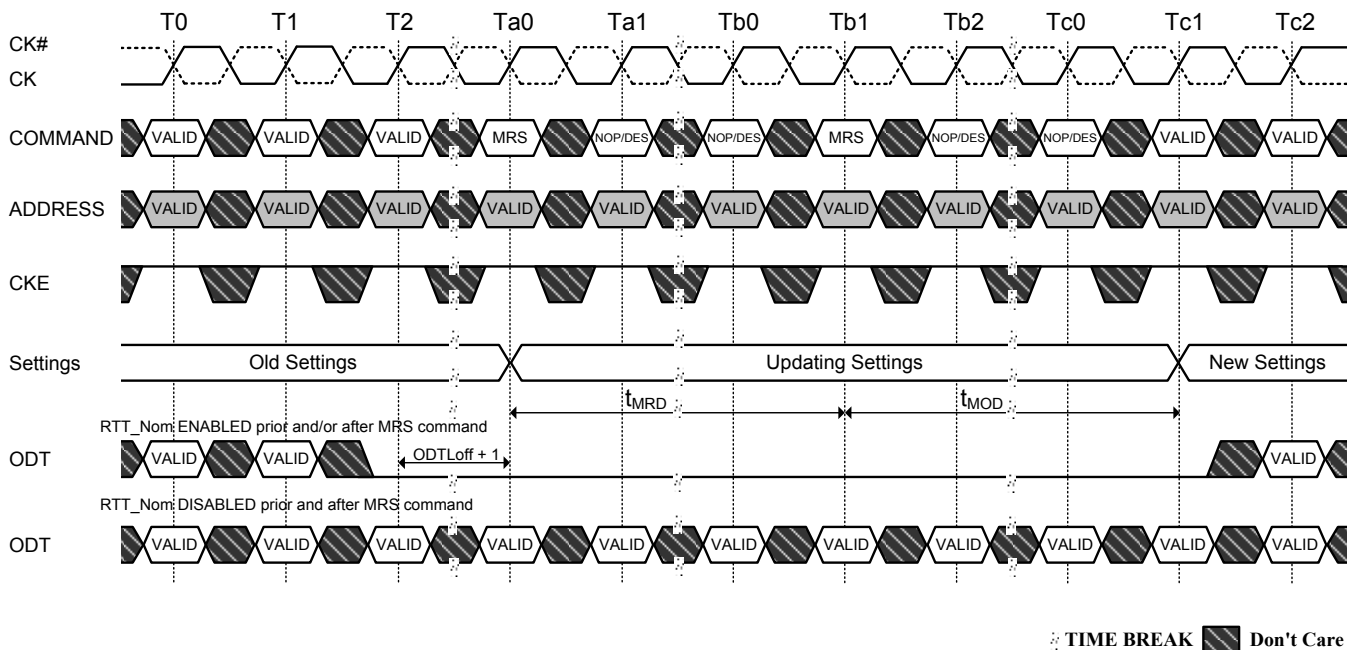 T0 T1 T2 Ta0 Ta1 Tb0 Tb1 Tb2 Tc0 Tc1 Tc2
CK#
CK
COMMAND VALID VALID VALID MRS NOP/DES NOP/DES MRS NOP/DES NOP/DES VALID VALID
ADDRESS VALID VALID VALID VALID VALID VALID VALID VALID VALID VALID VALID
CKE
Settings Old Settings Updating Settings New Settings
tMRD tMOD
RTT_Nom ENABLED prior and/or after MRS command
ODT VALID VALID ODTLoff + 1 VALID
RTT_Nom DISABLED prior and after MRS command
ODT VALID VALID VALID VALID VALID VALID VALID VALID VALID VALID VALID
TIME BREAK Don't Care